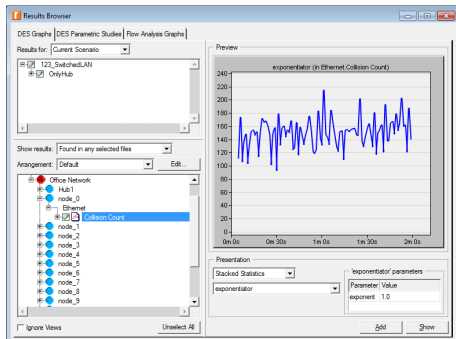 Results Browser
DES Graphs DES Parametric Studies Flow Analysis Graphs
Results for: Current Scenario
123_SwitchedLAN
OnlyHub
Show results: Found in any selected files
Arrangement: Default Edit...
Office Network
Hub1
node_0
Ethernet
Collision Count
node_1
node_2
node_3
node_4
node_5
node_6
node_7
node_8
node_9
Ignore Views Unselect All
Preview
exponentiator (in Ethernet.Collision Count)
240
220
200
180
160
140
120
100
80
60
40
20
0
0m 0s 0m 30s 1m 0s 1m 30s 2m 0s
Presentation
Stacked Statistics
exponentiator
'exponentiator' parameters
Parameter Value
exponent 1.0
Add Show